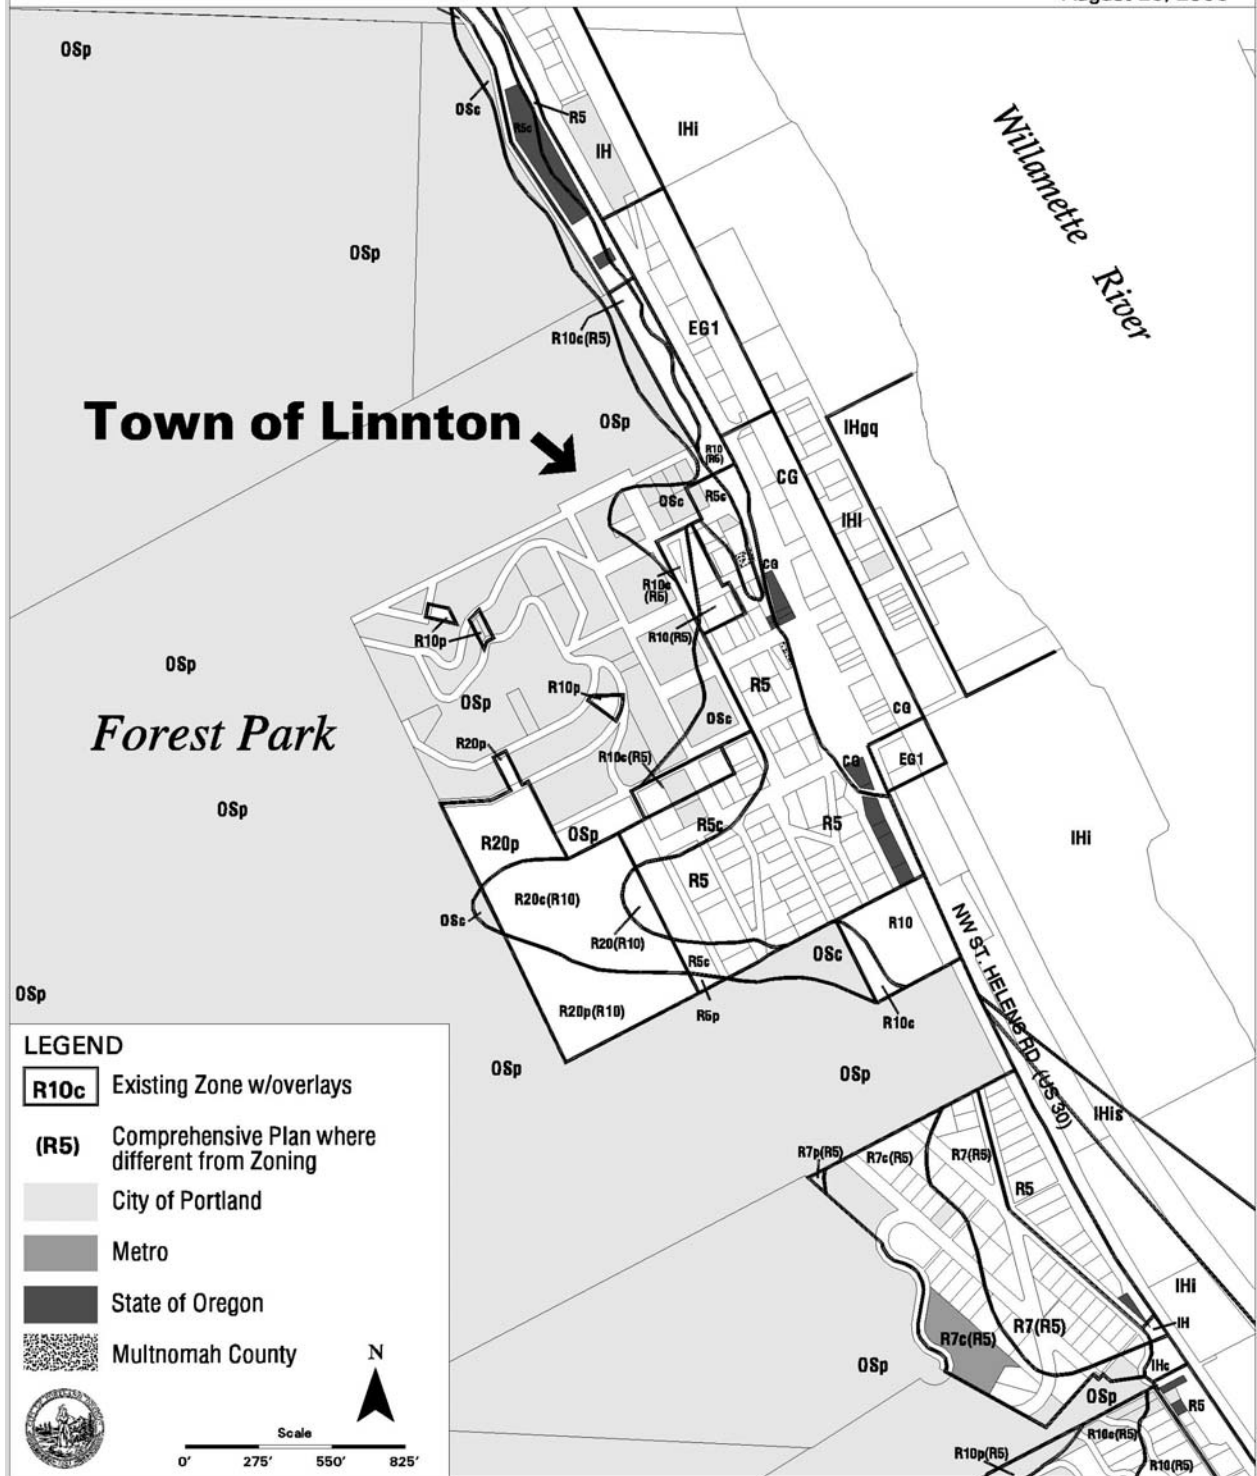 OSp
OSc
R5c
R5
IH
IHi
Willamette River
OSp
R10c(R5)
EG1
Town of Linnton
OSp
R10
(R5)
IHgq
CG
OSc
R5c
IHi
CG
R10c
(R5)
R10p
R10(R5)
OSp
R5
R10p
OSp
OSc
CG
Forest Park
R20p
R10c(R5)
CG
EG1
OSp
R20p
OSp
R5c
R5
IHi
R5
R20c(R10)
OSc
R20(R10)
R10
OSc
R5c
NW ST. HELENS RD. (US 30)
OSp
R20p(R10)
R5p
R10c
OSp
OSp
IHis
R7p(R5)
R7c(R5)
R7(R5)
R5
IHi
IH
R7c(R5)
R7(R5)
IHc
OSp
OSp
R5
R10c(R5)
R10p(R5)
R10(R5)
LEGEND
R10c Existing Zone w/overlays
(R5) Comprehensive Plan where
different from Zoning
City of Portland
Metro
State of Oregon
Multnomah County
N
Scale
0' 275' 550' 825'